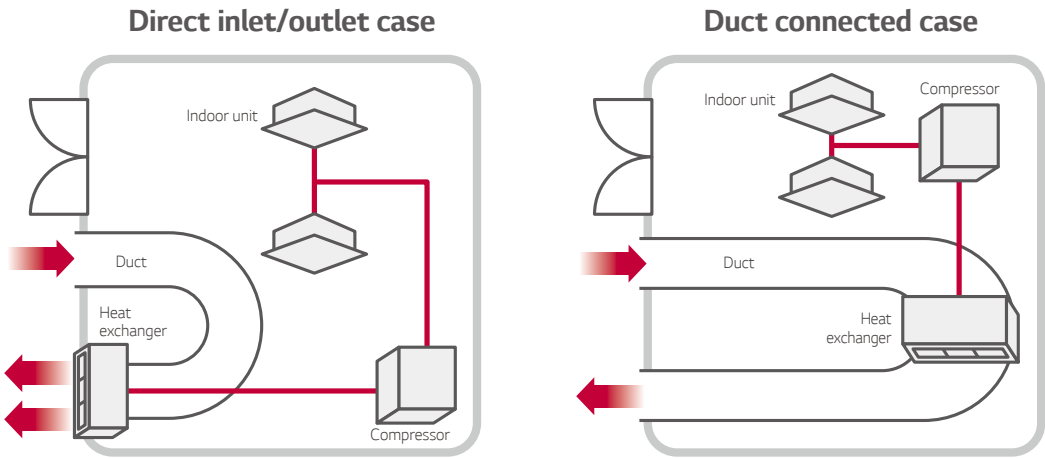 Direct inlet/outlet case
Indoor unit
Duct
Heat
exchanger
Compressor
Duct connected case
Compressor
Indoor unit
Duct
Heat
exchanger